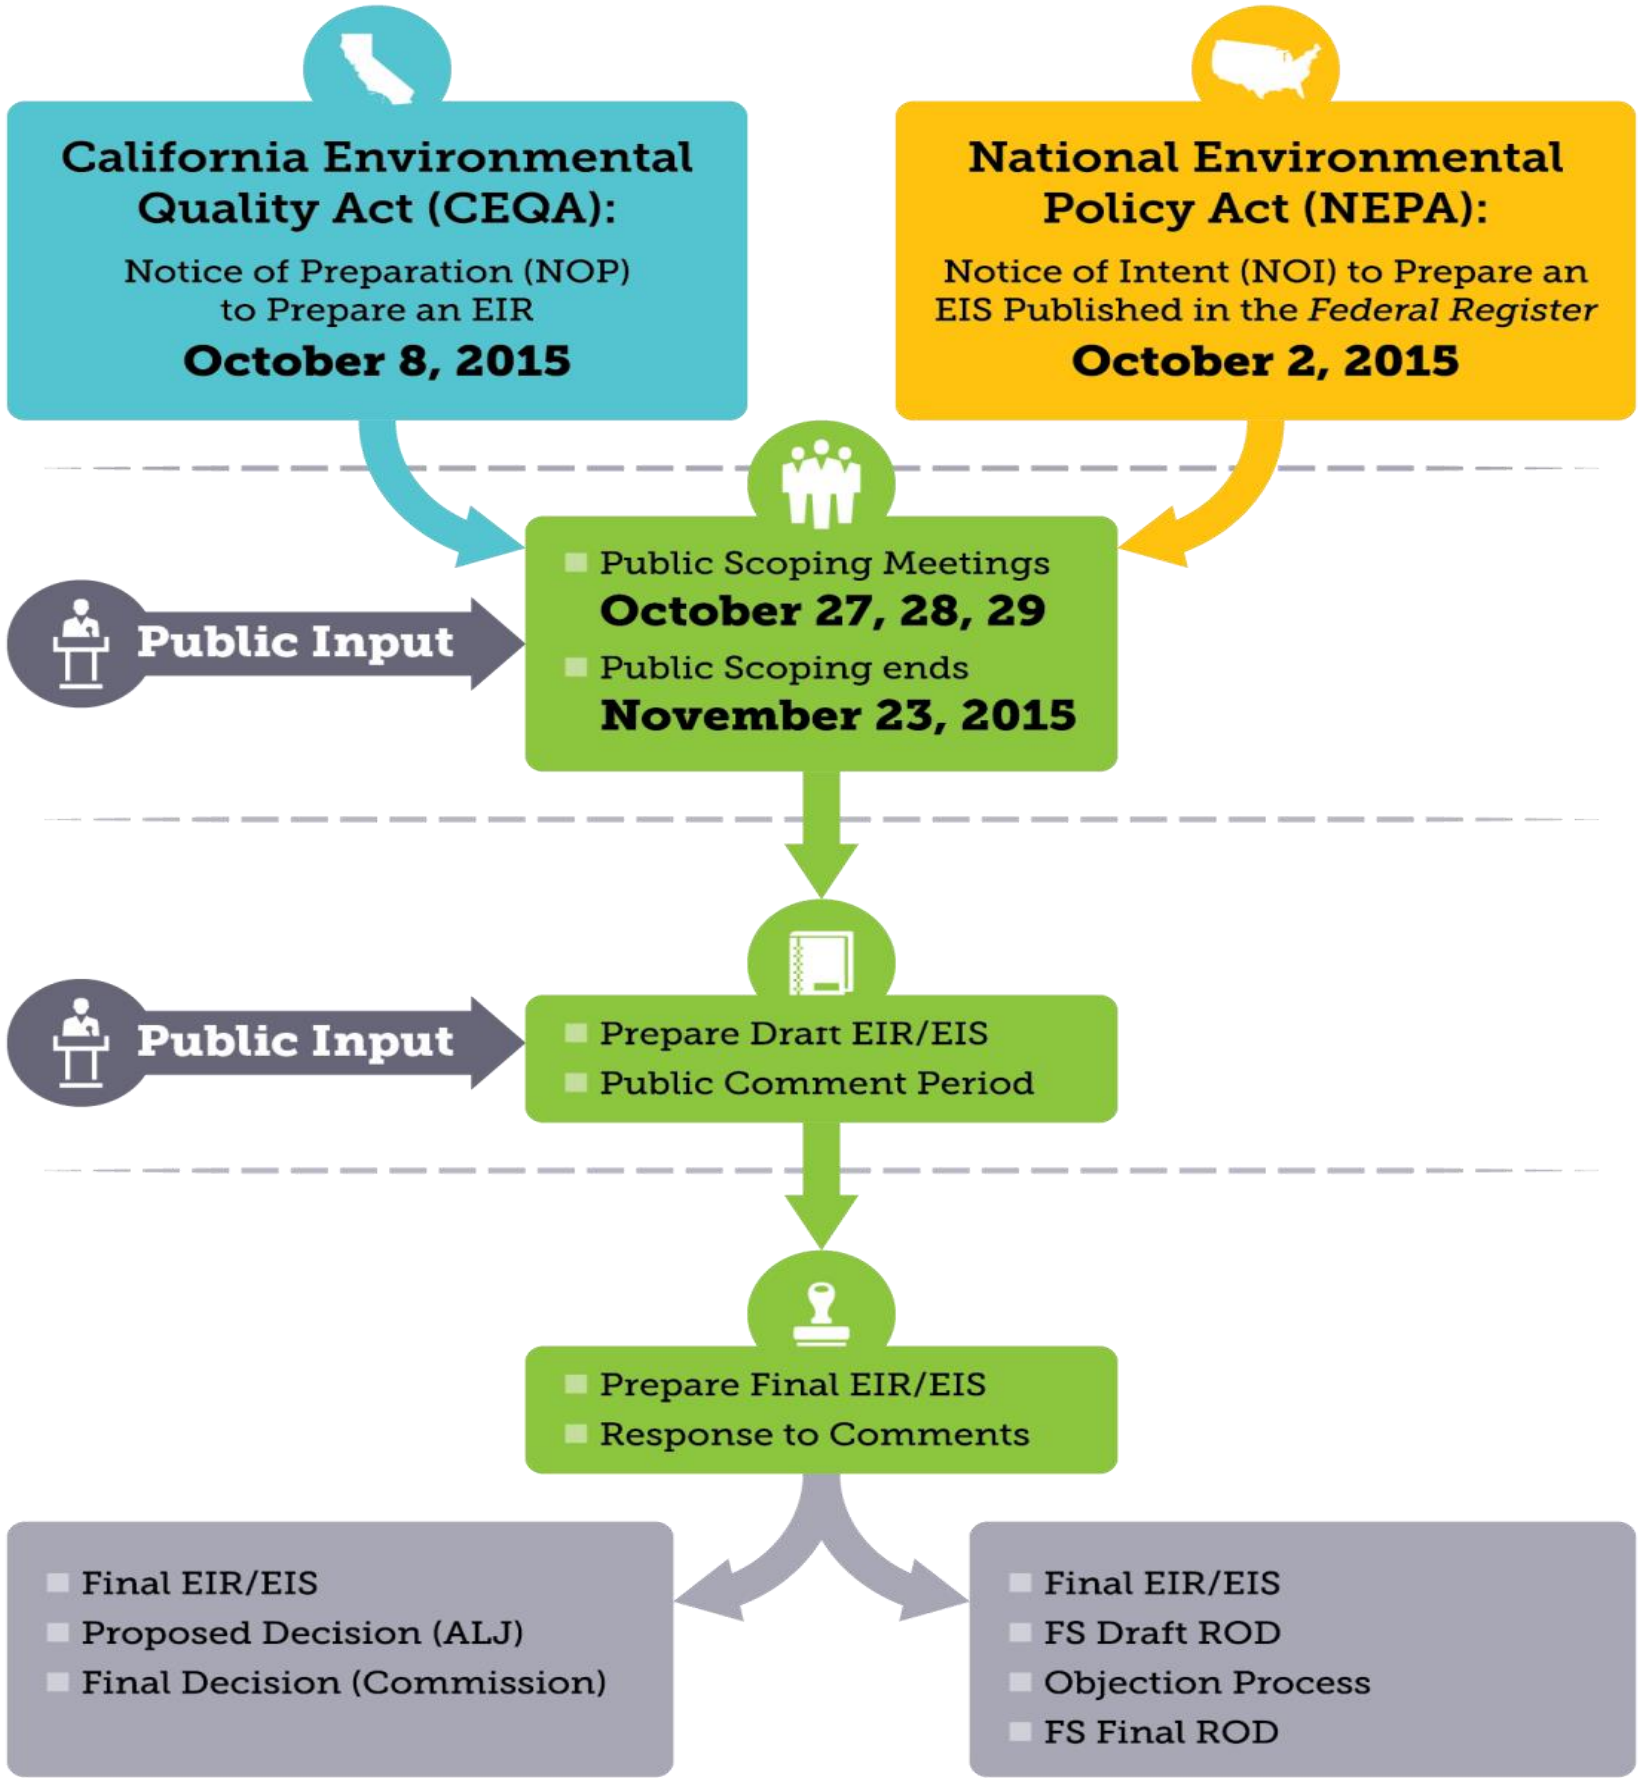 California Environmental
Quality Act (CEQA):
Notice of Preparation (NOP)
to Prepare an EIR
October 8, 2015
National Environmental
Policy Act (NEPA):
Notice of Intent (NOI) to Prepare an
EIS Published in the Federal Register
October 2, 2015
Public Input
Public Scoping Meetings
October 27, 28, 29
Public Scoping ends
November 23, 2015
Public Input
Prepare Draft EIR/EIS
Public Comment Period
Prepare Final EIR/EIS
Response to Comments
Final EIR/EIS
Proposed Decision (ALJ)
Final Decision (Commission)
Final EIR/EIS
FS Draft ROD
Objection Process
FS Final ROD